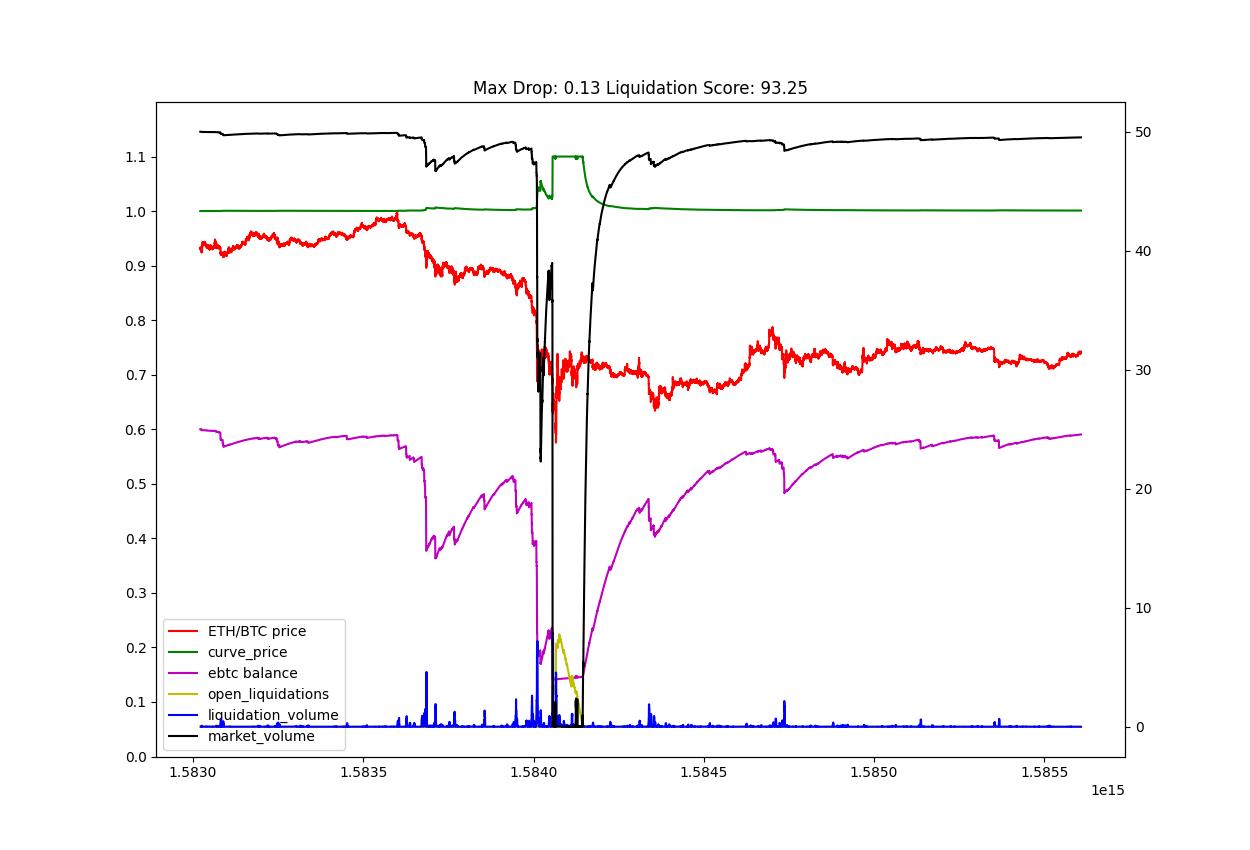 Max Drop: 0.13 Liquidation Score: 93.25
1.1
1.0
0.9
0.8
0.7
0.6
0.5
0.4
0.3
0.2
0.1
0.0
50
40
30
20
10
0
ETH/BTC price
curve_price
ebtc balance
open_liquidations
liquidation_volume
market_volume
1.5830 1.5835 1.5840 1.5845 1.5850 1.5855
1e15